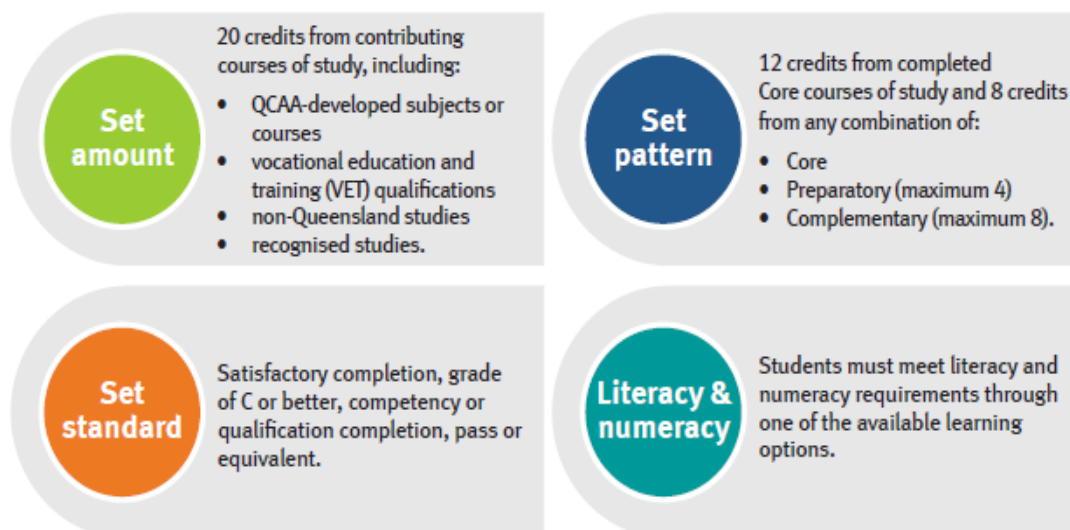 Set
amount
20 credits from contributing
courses of study, including:
• QCAA-developed subjects or
courses
• vocational education and
training (VET) qualifications
• non-Queensland studies
• recognised studies.
Set
pattern
12 credits from completed
Core courses of study and 8 credits
from any combination of:
• Core
• Preparatory (maximum 4)
• Complementary (maximum 8).
Set
standard
Satisfactory completion, grade
of C or better, competency or
qualification completion, pass or
equivalent.
Literacy &
numeracy
Students must meet literacy and
numeracy requirements through
one of the available learning
options.